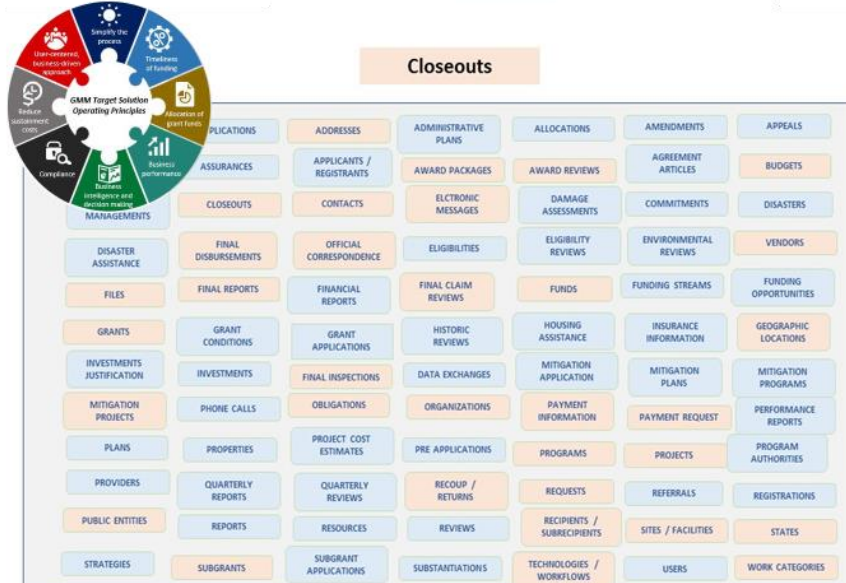 Simplify the
process
User-centered,
business-driven
approach
Timeliness
of funding
GMM Target Solution
Operating Principles
Reduce
sustainment
costs
Allocation of
grant funds
Compliance
Business
performance
Business
intelligence and
decision making
Closeouts
PLICATIONS
ADDRESSES
ADMINISTRATIVE
PLANS
ALLOCATIONS
AMENDMENTS
APPEALS
ASSURANCES
APPLICANTS /
REGISTRANTS
AWARD PACKAGES
AWARD REVIEWS
AGREEMENT
ARTICLES
BUDGETS
MANAGEMENTS
CLOSEOUTS
CONTACTS
ELCTRONIC
MESSAGES
DAMAGE
ASSESSMENTS
COMMITMENTS
DISASTERS
DISASTER
ASSISTANCE
FINAL
DISBURSEMENTS
OFFICIAL
CORRESPONDENCE
ELIGIBILITIES
ELIGIBILITY
REVIEWS
ENVIRONMENTAL
REVIEWS
VENDORS
FILES
FINAL REPORTS
FINANCIAL
REPORTS
FINAL CLAIM
REVIEWS
FUNDS
FUNDING STREAMS
FUNDING
OPPORTUNITIES
GRANTS
GRANT
CONDITIONS
GRANT
APPLICATIONS
HISTORIC
REVIEWS
HOUSING
ASSISTANCE
INSURANCE
INFORMATION
GEOGRAPHIC
LOCATIONS
INVESTMENTS
JUSTIFICATION
INVESTMENTS
FINAL INSPECTIONS
DATA EXCHANGES
MITIGATION
APPLICATION
MITIGATION
PLANS
MITIGATION
PROGRAMS
MITIGATION
PROJECTS
PHONE CALLS
OBLIGATIONS
ORGANIZATIONS
PAYMENT
INFORMATION
PAYMENT REQUEST
PERFORMANCE
REPORTS
PLANS
PROPERTIES
PROJECT COST
ESTIMATES
PRE APPLICATIONS
PROGRAMS
PROJECTS
PROGRAM
AUTHORITIES
PROVIDERS
QUARTERLY
REPORTS
QUARTERLY
REVIEWS
RECOUP /
RETURNS
REQUESTS
REFERRALS
REGISTRATIONS
PUBLIC ENTITIES
REPORTS
RESOURCES
REVIEWS
RECIPIENTS /
SUBRECIPIENTS
SITES / FACILITIES
STATES
STRATEGIES
SUBGRANTS
SUBGRANT
APPLICATIONS
SUBSTANTIATIONS
TECHNOLOGIES /
WORKFLOWS
USERS
WORK CATEGORIES